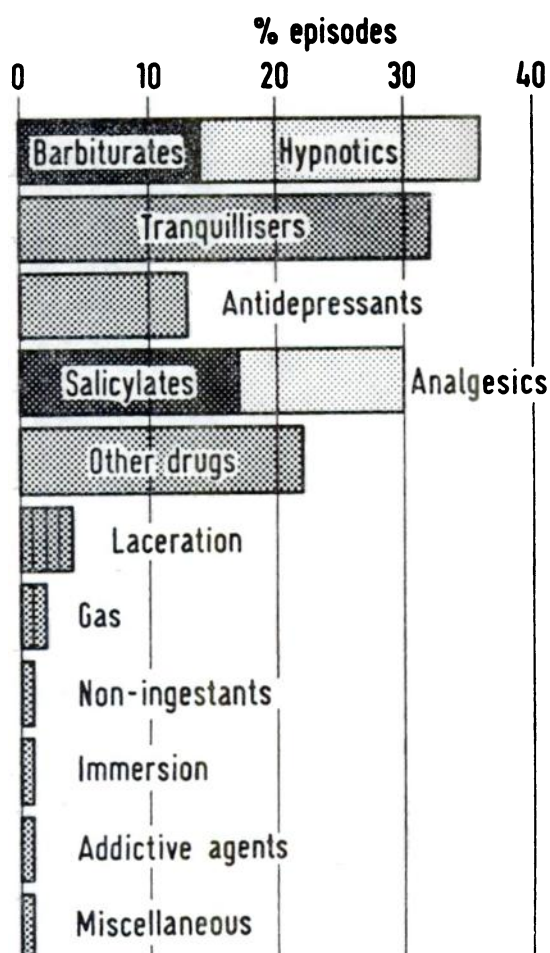 % episodes
0 10 20 30 40
Barbiturates Hypnotics
Tranquillisers
Antidepressants
Salicylates Analgesics
Other drugs
Laceration
Gas
Non-ingestants
Immersion
Addictive agents
Miscellaneous